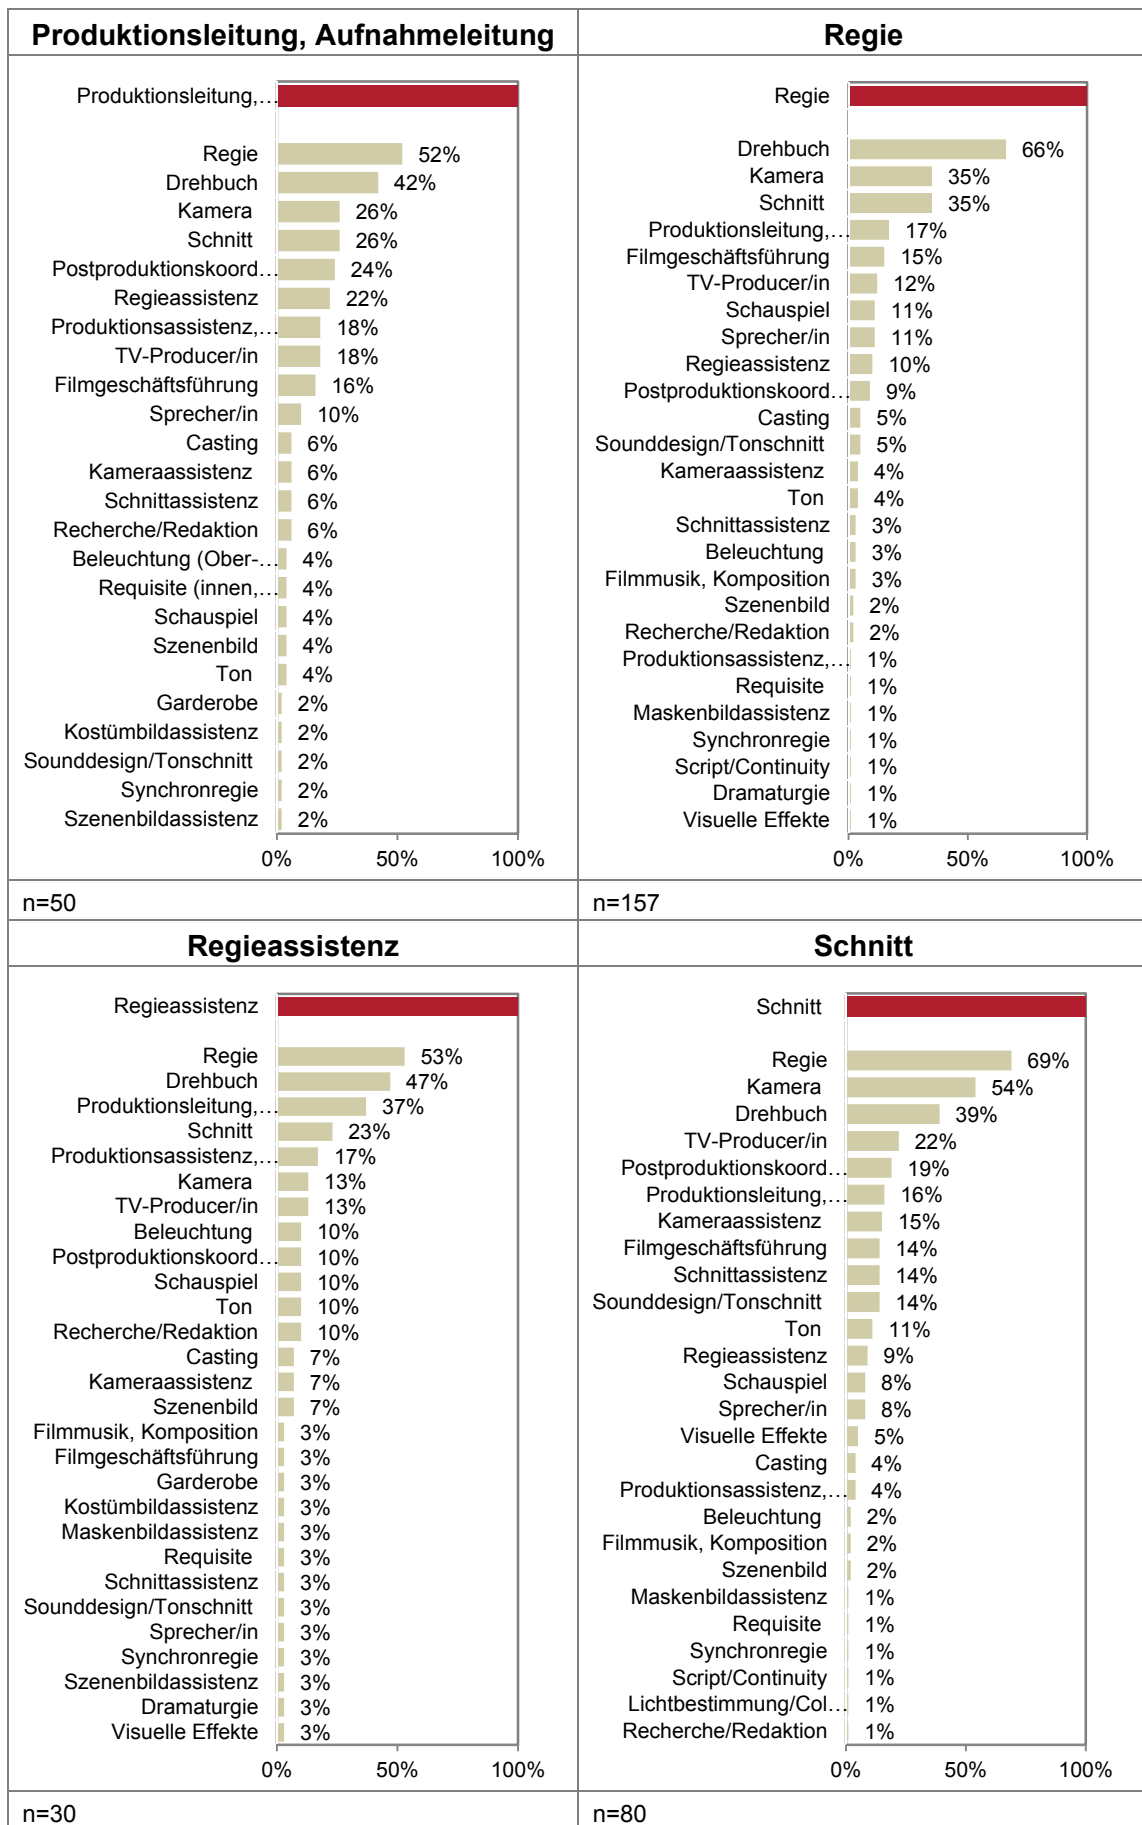 Produktionsleitung, Aufnahmeleitung
Produktionsleitung,…
Regie 52%
Drehbuch 42%
Kamera 26%
Schnitt 26%
Postproduktionskoord… 24%
Regieassistenz 22%
Produktionsassistenz,… 18%
TV-Producer/in 18%
Filmgeschäftsführung 16%
Sprecher/in 10%
Casting 6%
Kameraassistenz 6%
Schnittassistenz 6%
Recherche/Redaktion 6%
Beleuchtung (Ober-… 4%
Requisite (innen,… 4%
Schauspiel 4%
Szenenbild 4%
Ton 4%
Garderobe 2%
Kostümbildassistenz 2%
Sounddesign/Tonschnitt 2%
Synchronregie 2%
Szenenbildassistenz 2%
0% 50% 100%
n=50
Regie
Regie
Drehbuch 66%
Kamera 35%
Schnitt 35%
Produktionsleitung,… 17%
Filmgeschäftsführung 15%
TV-Producer/in 12%
Schauspiel 11%
Sprecher/in 11%
Regieassistenz 10%
Postproduktionskoord… 9%
Casting 5%
Sounddesign/Tonschnitt 5%
Kameraassistenz 4%
Ton 4%
Schnittassistenz 3%
Beleuchtung 3%
Filmmusik, Komposition 3%
Szenenbild 2%
Recherche/Redaktion 2%
Produktionsassistenz,… 1%
Requisite 1%
Maskenbildassistenz 1%
Synchronregie 1%
Script/Continuity 1%
Dramaturgie 1%
Visuelle Effekte 1%
0% 50% 100%
n=157
Regieassistenz
Regieassistenz
Regie 53%
Drehbuch 47%
Produktionsleitung,… 37%
Schnitt 23%
Produktionsassistenz,… 17%
Kamera 13%
TV-Producer/in 13%
Beleuchtung 10%
Postproduktionskoord… 10%
Schauspiel 10%
Ton 10%
Recherche/Redaktion 10%
Casting 7%
Kameraassistenz 7%
Szenenbild 7%
Filmmusik, Komposition 3%
Filmgeschäftsführung 3%
Garderobe 3%
Kostümbildassistenz 3%
Maskenbildassistenz 3%
Requisite 3%
Schnittassistenz 3%
Sounddesign/Tonschnitt 3%
Sprecher/in 3%
Synchronregie 3%
Szenenbildassistenz 3%
Dramaturgie 3%
Visuelle Effekte 3%
0% 50% 100%
n=30
Schnitt
Schnitt
Regie 69%
Kamera 54%
Drehbuch 39%
TV-Producer/in 22%
Postproduktionskoord… 19%
Produktionsleitung,… 16%
Kameraassistenz 15%
Filmgeschäftsführung 14%
Schnittassistenz 14%
Sounddesign/Tonschnitt 14%
Ton 11%
Regieassistenz 9%
Schauspiel 8%
Sprecher/in 8%
Visuelle Effekte 5%
Casting 4%
Produktionsassistenz,… 4%
Beleuchtung 2%
Filmmusik, Komposition 2%
Szenenbild 2%
Maskenbildassistenz 1%
Requisite 1%
Synchronregie 1%
Script/Continuity 1%
Lichtbestimmung/Col… 1%
Recherche/Redaktion 1%
0% 50% 100%
n=80